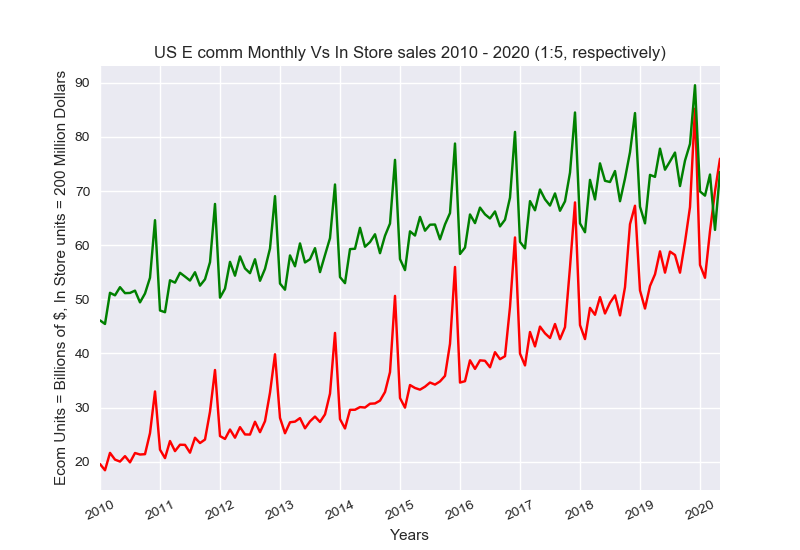 US E comm Monthly Vs In Store sales 2010 - 2020 (1:5, respectively)
Ecom Units = Billions of $, In Store units = 200 Million Dollars
90
80
70
60
50
40
30
20
2010 2011 2012 2013 2014 2015 2016 2017 2018 2019 2020
Years